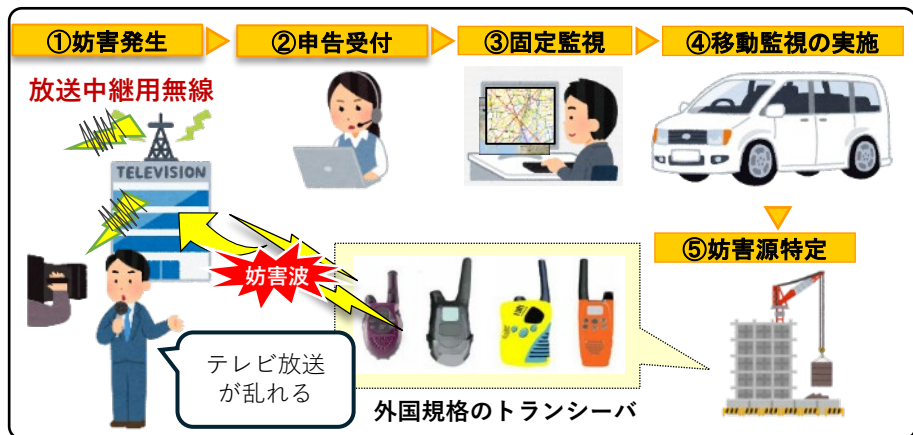 ①妨害発生
②申告受付
③固定監視
④移動監視の実施
放送中継用無線
TELEVISION
⑤妨害源特定
妨害波
テレビ放送
が乱れる
外国規格のトランシーバ